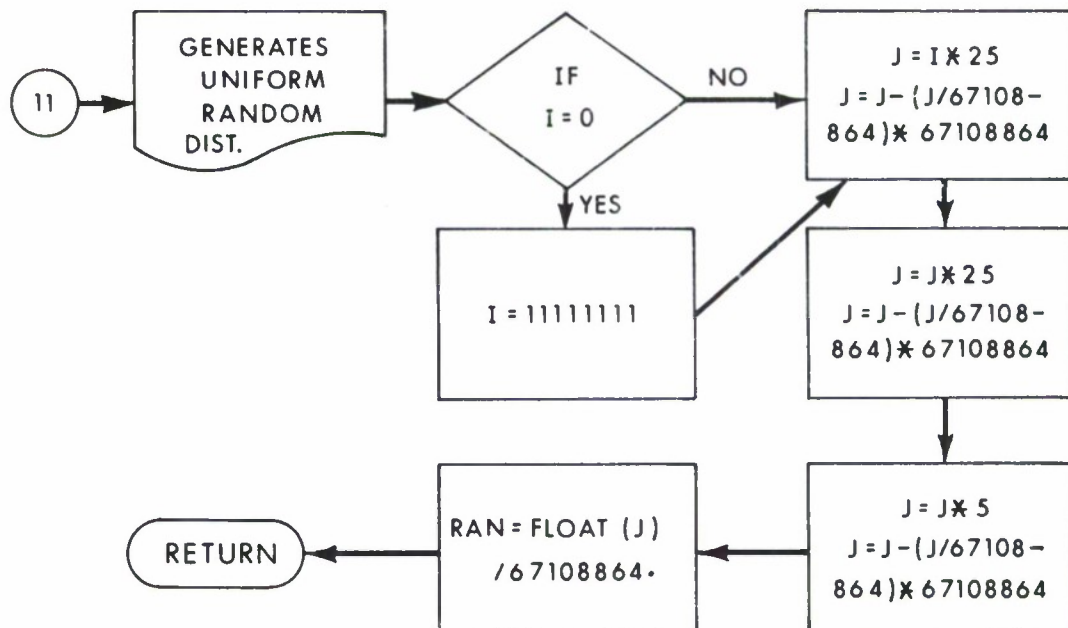 11
GENERATES
UNIFORM
RANDOM
DIST.
IF
I = 0
NO
YES
I = 11111111
J = I * 25
J = J - (J/67108-
864) * 67108864
J = J * 25
J = J - (J/67108-
864) * 67108864
J = J * 5
J = J - (J/67108-
864) * 67108864
RAN = FLOAT (J)
/67108864.
RETURN